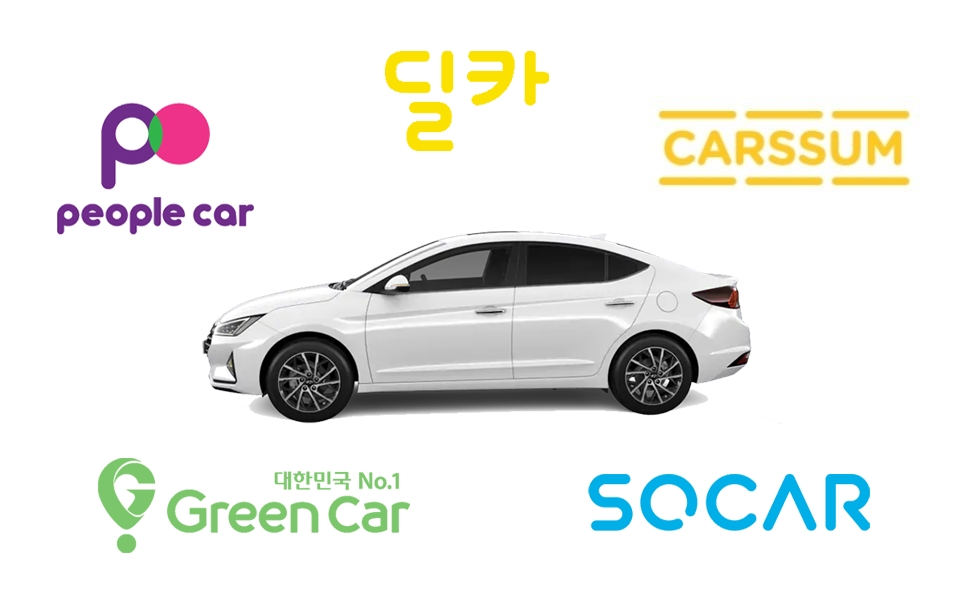 딜카
people car
CARSSUM
대한민국 No.1
Green Car
SOCAR